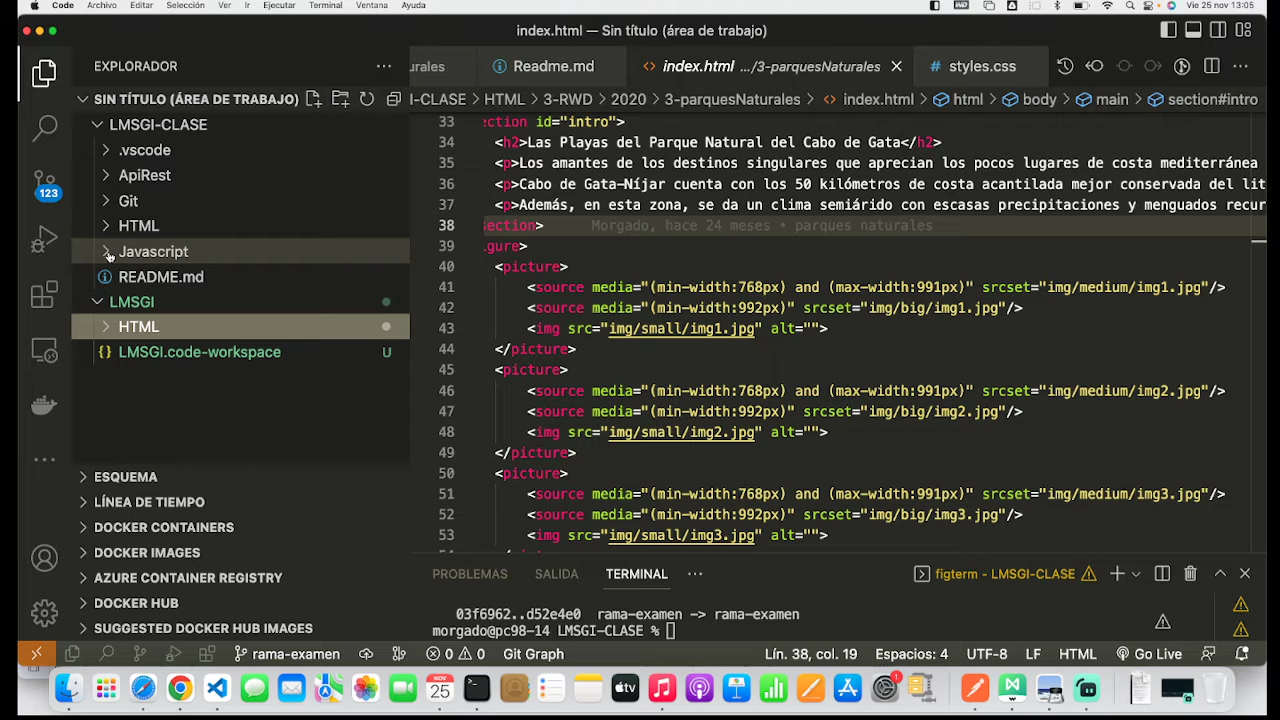 Code Archivo Editar Selección Ver Ir Ejecutar Terminal Ventana Ayuda Vie 25 nov 13:05
index.html — Sin título (área de trabajo)
EXPLORADOR
urales Readme.md index.html .../3-parquesNaturales styles.css
SIN TÍTULO (ÁREA DE TRABAJO)
I-CLASE > HTML > 3-RWD > 2020 > 3-parquesNaturales > index.html > html > body > main > section#intro
LMSGI-CLASE
.vscode
ApiRest
Git
HTML
Javascript
README.md
LMSGI
HTML
LMSGI.code-workspace U
123
33 ection id="intro">
34 <h2>Las Playas del Parque Natural del Cabo de Gata</h2>
35 <p>Los amantes de los destinos singulares que aprecian los pocos lugares de costa mediterránea
36 <p>Cabo de Gata-Níjar cuenta con los 50 kilómetros de costa acantilada mejor conservada del lit
37 <p>Además, en esta zona, se da un clima semiárido con escasas precipitaciones y menguados recur
38 ection> Morgado, hace 24 meses • parques naturales
39 gure>
40 <picture>
41 <source media="(min-width:768px) and (max-width:991px)" srcset="img/medium/img1.jpg"/>
42 <source media="(min-width:992px)" srcset="img/big/img1.jpg"/>
43 <img src="img/small/img1.jpg" alt="">
44 </picture>
45 <picture>
46 <source media="(min-width:768px) and (max-width:991px)" srcset="img/medium/img2.jpg"/>
47 <source media="(min-width:992px)" srcset="img/big/img2.jpg"/>
48 <img src="img/small/img2.jpg" alt="">
49 </picture>
50 <picture>
51 <source media="(min-width:768px) and (max-width:991px)" srcset="img/medium/img3.jpg"/>
52 <source media="(min-width:992px)" srcset="img/big/img3.jpg"/>
53 <img src="img/small/img3.jpg" alt="">
ESQUEMA
LÍNEA DE TIEMPO
DOCKER CONTAINERS
DOCKER IMAGES
AZURE CONTAINER REGISTRY
DOCKER HUB
SUGGESTED DOCKER HUB IMAGES
PROBLEMAS SALIDA TERMINAL ... figterm - LMSGI-CLASE
03f6962..d52e4e0 rama-examen -> rama-examen
morgado@pc98-14 LMSGI-CLASE %
rama-examen 0 0 Git Graph Lín. 38, col. 19 Espacios: 4 UTF-8 LF HTML Go Live
NOV
25
tv
1